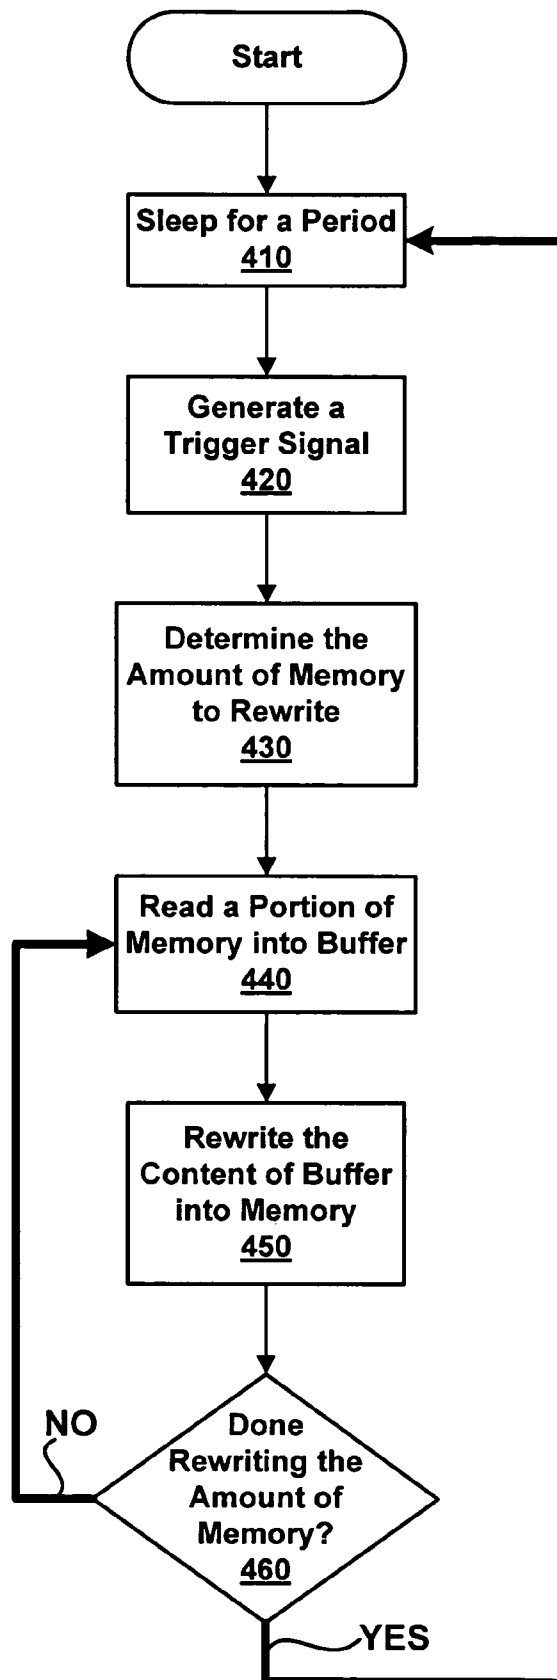 Start
Sleep for a Period
410
Generate a
Trigger Signal
420
Determine the
Amount of Memory
to Rewrite
430
Read a Portion of
Memory into Buffer
440
Rewrite the
Content of Buffer
into Memory
450
NO
Done
Rewriting the
Amount of
Memory?
460
YES